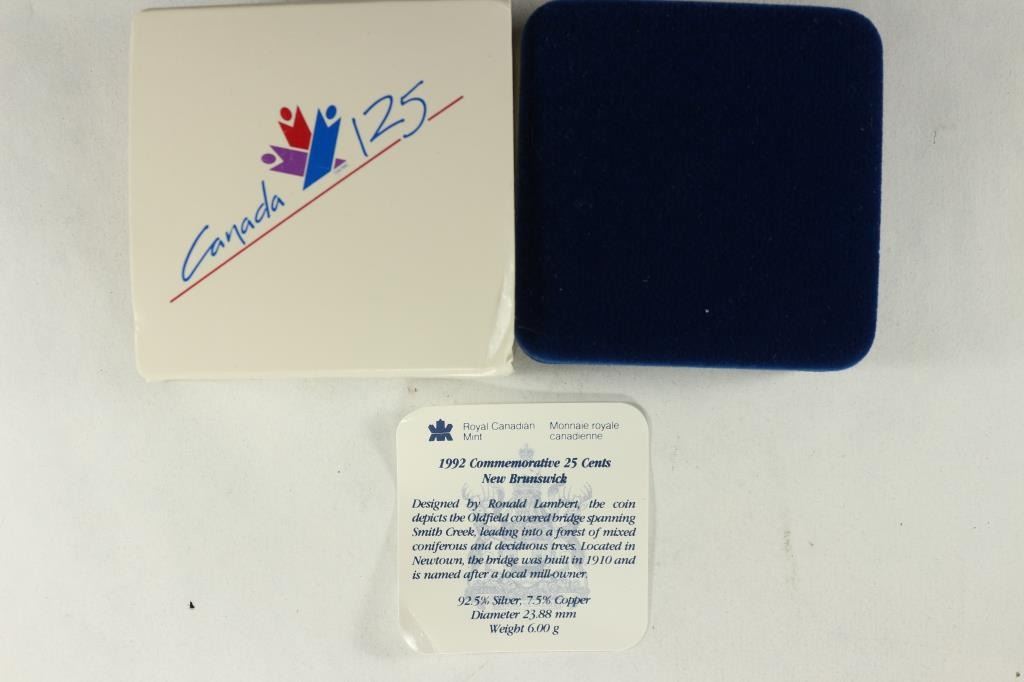 Canada 125
Royal Canadian Mint
Monnaie royale canadienne
1992 Commemorative 25 Cents
New Brunswick
Designed by Ronald Lambert, the coin
depicts the Oldfield covered bridge spanning
Smith Creek, leading into a forest of mixed
coniferous and deciduous trees. Located in
Newtown, the bridge was built in 1910 and
is named after a local mill-owner.
92.5% Silver, 7.5% Copper
Diameter 23.88 mm
Weight 6.00 g